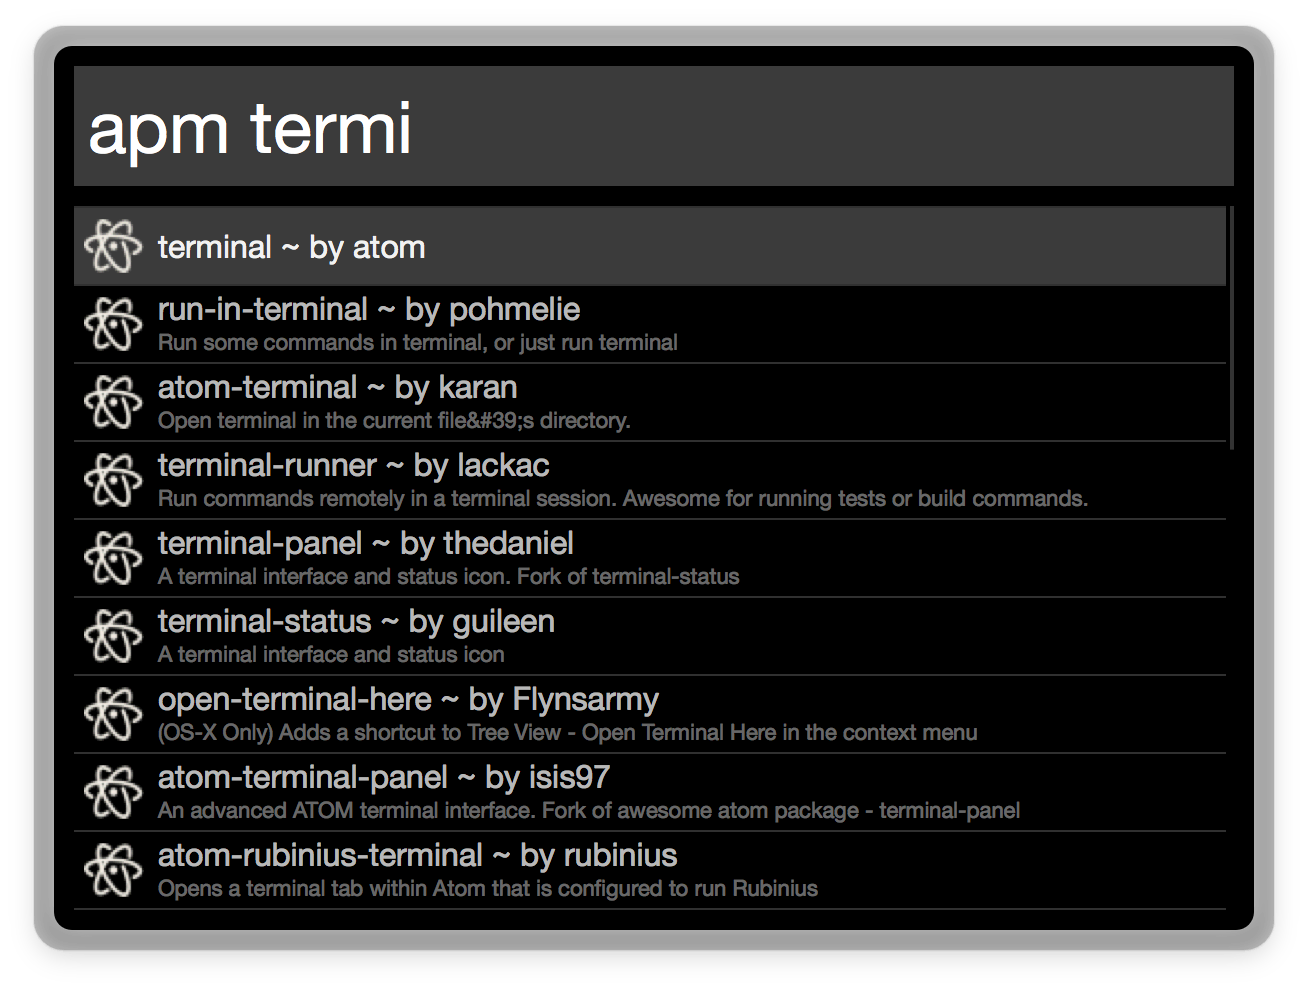 apm termi
terminal ~ by atom
run-in-terminal ~ by pohmelie
Run some commands in terminal, or just run terminal
atom-terminal ~ by karan
Open terminal in the current file&#39;s directory.
terminal-runner ~ by lackac
Run commands remotely in a terminal session. Awesome for running tests or build commands.
terminal-panel ~ by thedaniel
A terminal interface and status icon. Fork of terminal-status
terminal-status ~ by guileen
A terminal interface and status icon
open-terminal-here ~ by Flynsarmy
(OS-X Only) Adds a shortcut to Tree View - Open Terminal Here in the context menu
atom-terminal-panel ~ by isis97
An advanced ATOM terminal interface. Fork of awesome atom package - terminal-panel
atom-rubinius-terminal ~ by rubinius
Opens a terminal tab within Atom that is configured to run Rubinius